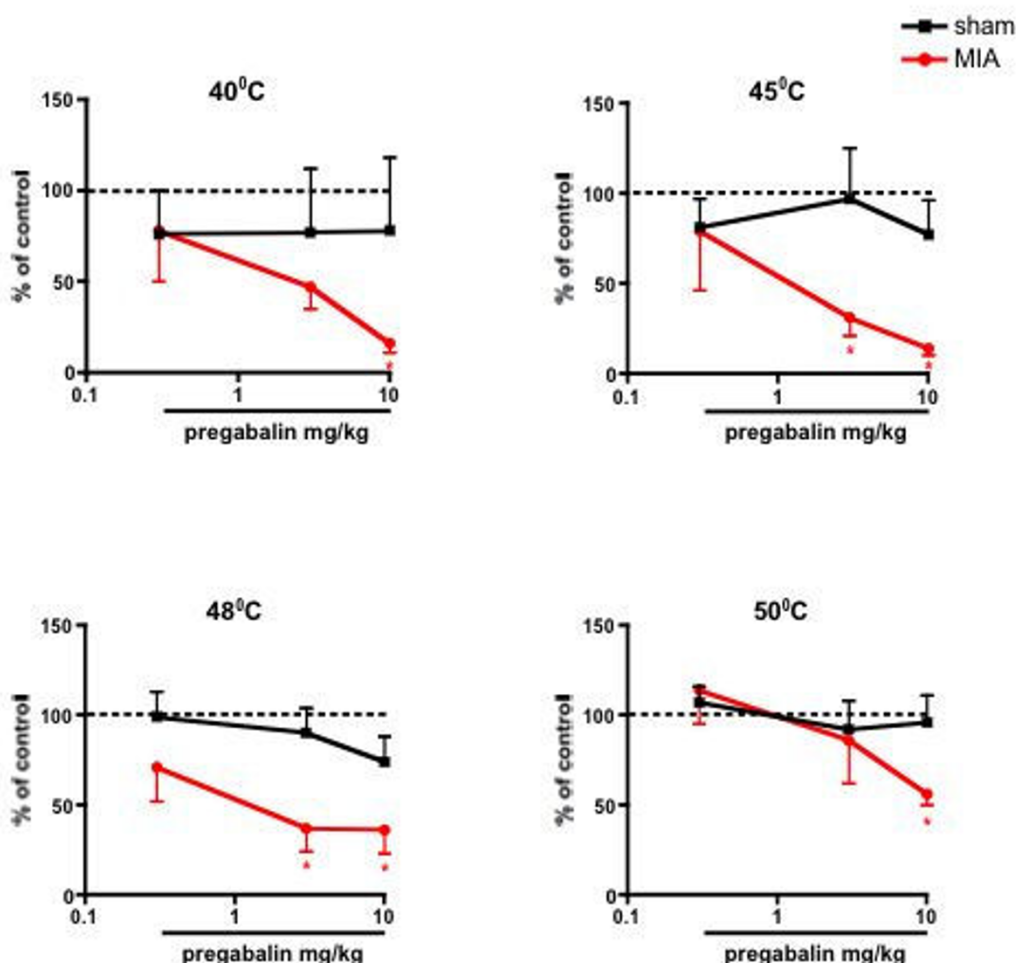 sham
MIA
40⁰C
150
100
50
0
0.1 1 10
% of control
pregabalin mg/kg
45⁰C
150
100
50
0
0.1 1 10
% of control
pregabalin mg/kg
*
* *
48⁰C
150
100
50
0
0.1 1 10
% of control
pregabalin mg/kg
* *
50⁰C
150
100
50
0
0.1 1 10
% of control
pregabalin mg/kg
*